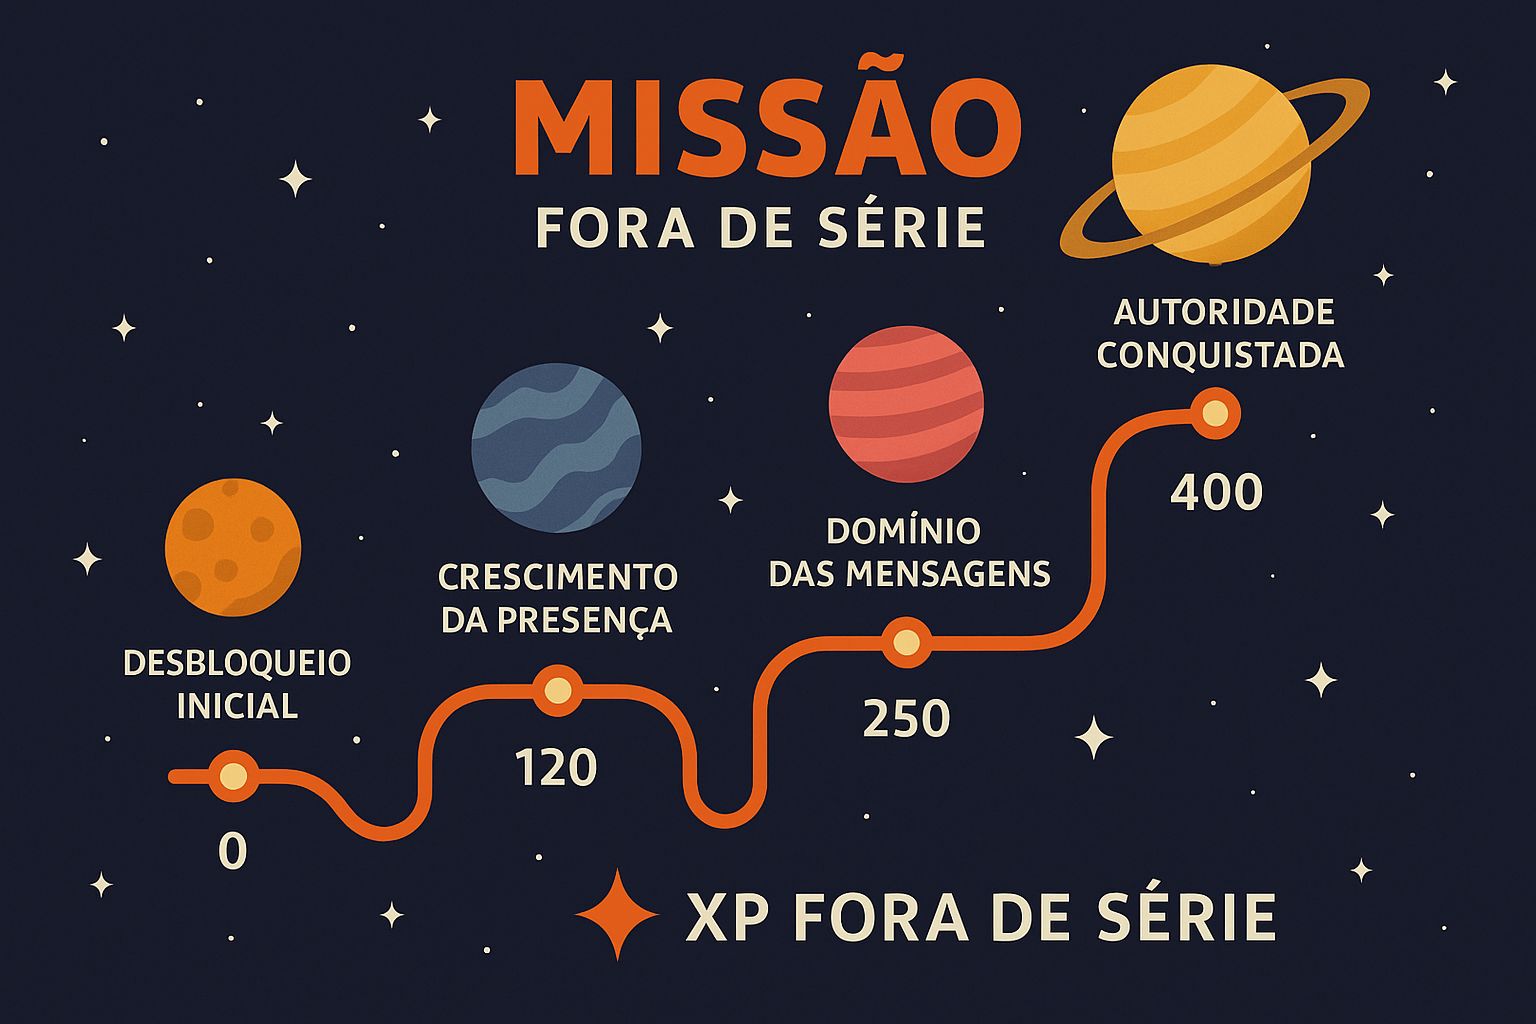 MISSÃO
FORA DE SÉRIE
AUTORIDADE
CONQUISTADA
400
DOMÍNIO
DAS MENSAGENS
250
CRESCIMENTO
DA PRESENÇA
120
DESBLOQUEIO
INICIAL
0
XP FORA DE SÉRIE